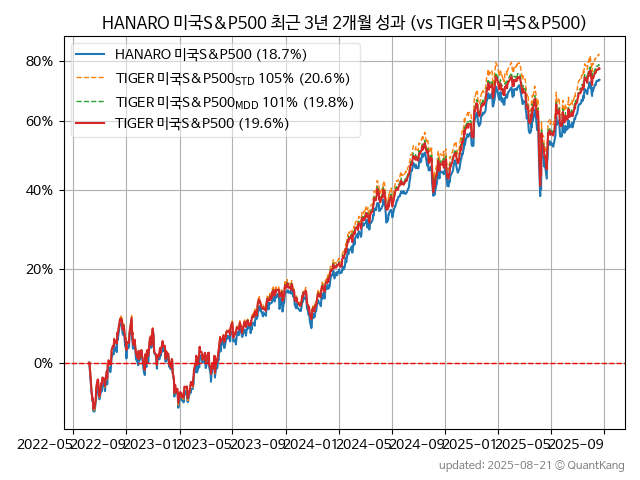 HANARO 미국S&P500 최근 3년 2개월 성과 (vs TIGER 미국S&P500)
HANARO 미국S&P500 (18.7%)
TIGER 미국S&P500STD 105% (20.6%)
TIGER 미국S&P500MDD 101% (19.8%)
TIGER 미국S&P500 (19.6%)
80%
60%
40%
20%
0%
2022-05 2022-09 2023-01 2023-05 2023-09 2024-01 2024-05 2024-09 2025-01 2025-05 2025-09
updated: 2025-08-21 © QuantKang